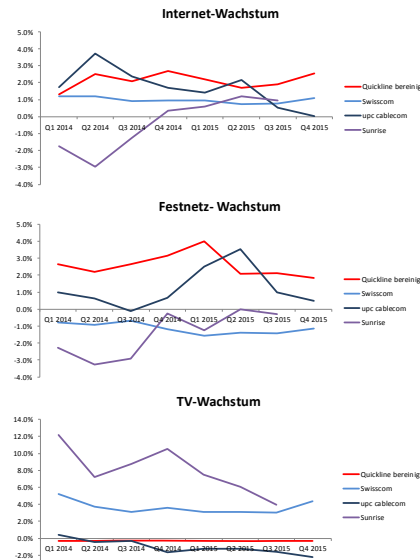 Internet-Wachstum
5.0%
4.0%
3.0%
2.0%
1.0%
0.0%
-1.0%
-2.0%
-3.0%
-4.0%
Q1 2014 Q2 2014 Q3 2014 Q4 2014 Q1 2015 Q2 2015 Q3 2015 Q4 2015
Quickline bereinig
Swisscom
upc cablecom
Sunrise
Festnetz- Wachstum
5.0%
4.0%
3.0%
2.0%
1.0%
0.0%
-1.0%
-2.0%
-3.0%
-4.0%
Q1 2014 Q2 2014 Q3 2014 Q4 2014 Q1 2015 Q2 2015 Q3 2015 Q4 2015
Quickline bereinig
Swisscom
upc cablecom
Sunrise
TV-Wachstum
14.0%
12.0%
10.0%
8.0%
6.0%
4.0%
2.0%
0.0%
-2.0%
Q1 2014 Q2 2014 Q3 2014 Q4 2014 Q1 2015 Q2 2015 Q3 2015 Q4 2015
Quickline bereinig
Swisscom
upc cablecom
Sunrise